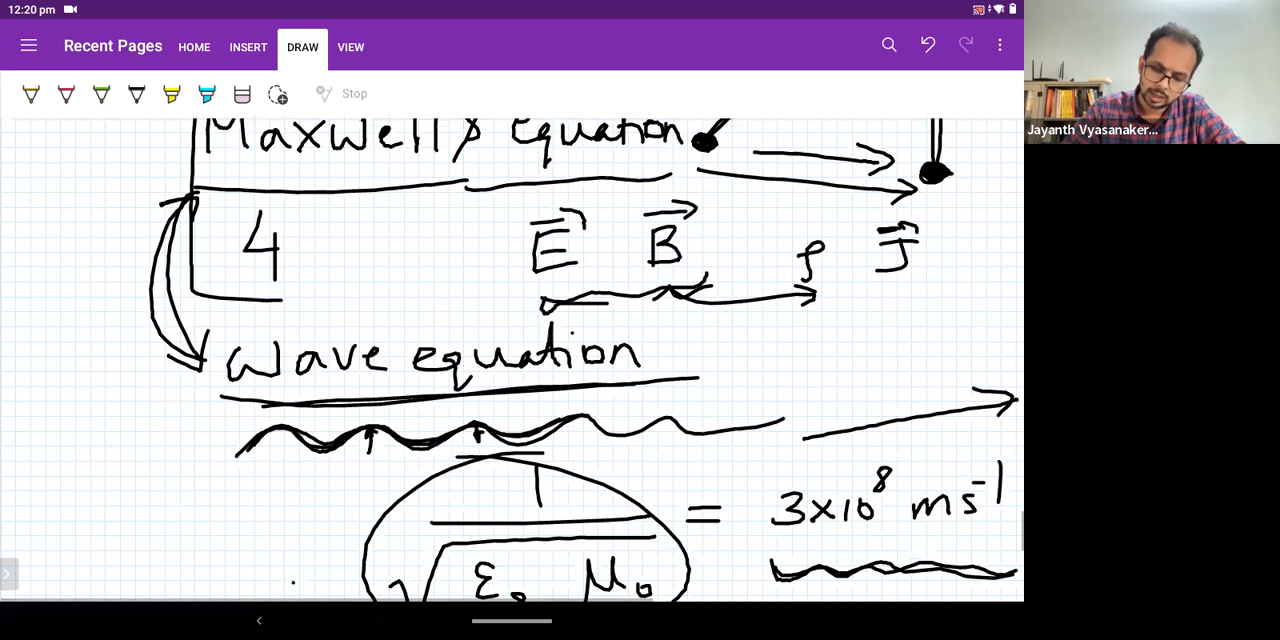 12:20 pm
Recent Pages HOME INSERT DRAW VIEW
Stop
Jayanth Vyasanaker...
Maxwell's equation
4 E B ρ J
Wave equation
1
= 3×10⁸ ms⁻¹
√ ε₀ μ₀